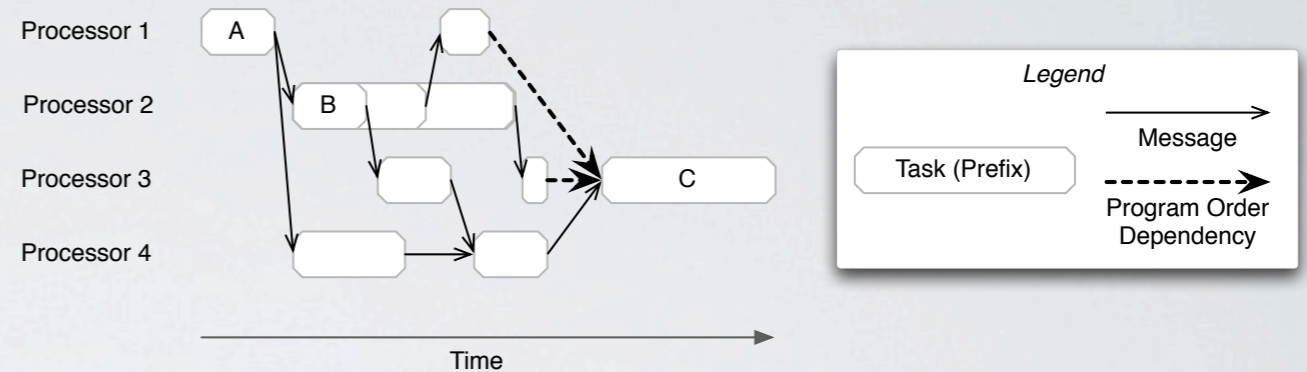 Processor 1
A
Processor 2
B
Processor 3
C
Processor 4
Time
Legend
Message
Task (Prefix)
Program Order
Dependency